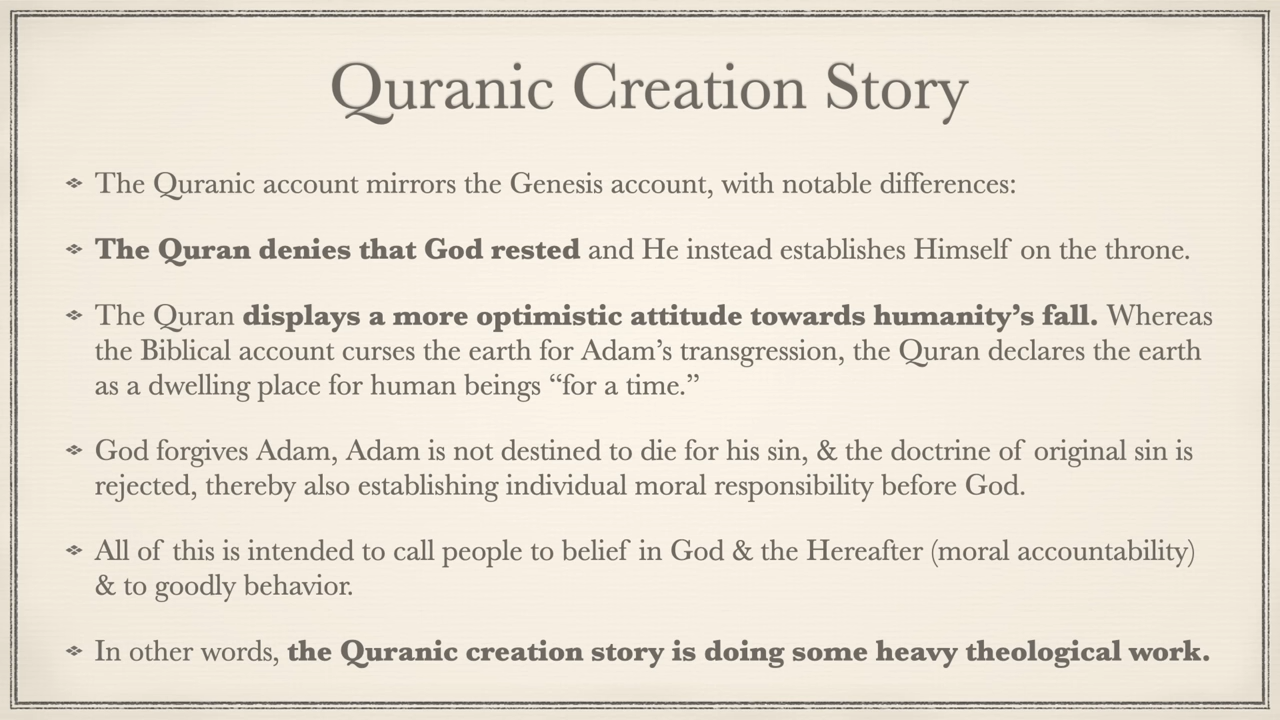 Quranic Creation Story
The Quranic account mirrors the Genesis account, with notable differences:
The Quran denies that God rested and He instead establishes Himself on the throne.
The Quran displays a more optimistic attitude towards humanity’s fall. Whereas
the Biblical account curses the earth for Adam’s transgression, the Quran declares the earth
as a dwelling place for human beings “for a time.”
God forgives Adam, Adam is not destined to die for his sin, & the doctrine of original sin is
rejected, thereby also establishing individual moral responsibility before God.
All of this is intended to call people to belief in God & the Hereafter (moral accountability)
& to goodly behavior.
In other words, the Quranic creation story is doing some heavy theological work.